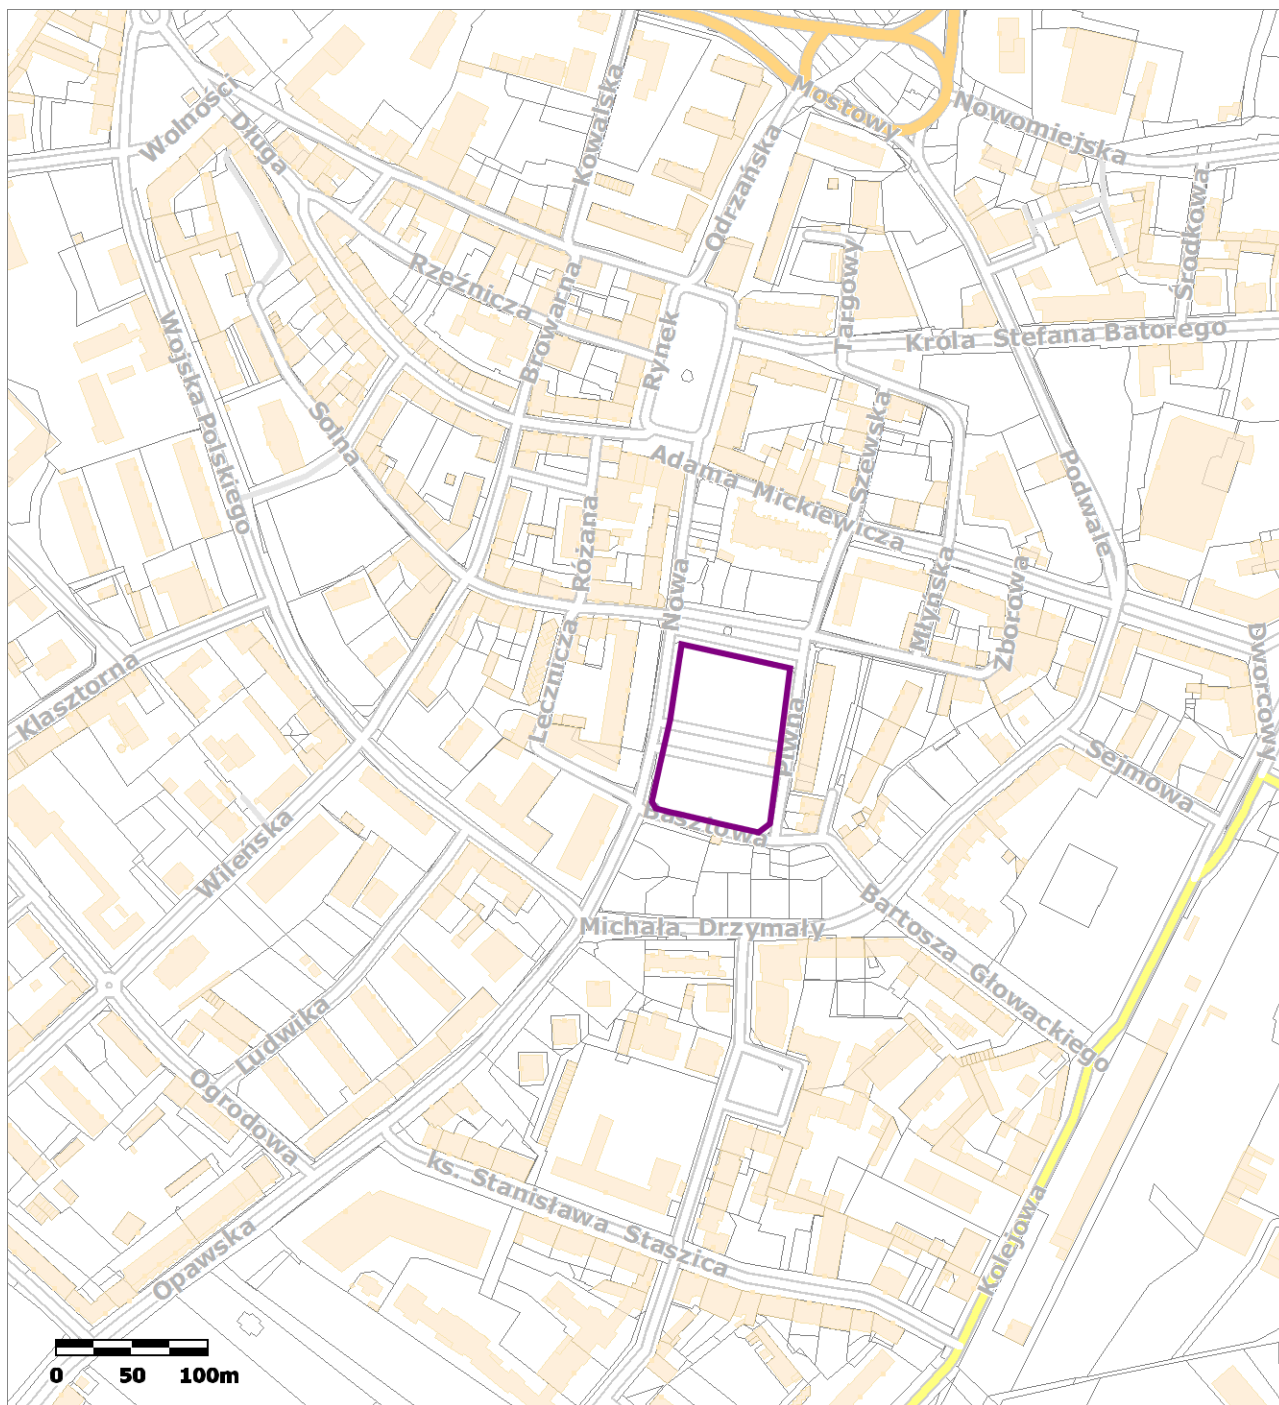 Kowalska
Mostowy
Nowomiejska
Wolności
Długa
Odrzańska
Środkowa
Targowy
Rzeźnicza
Browarna
Rynek
Króla Stefana Batorego
Wojska Polskiego
Solna
Szewska
Adama Mickiewicza
Podwale
Różana
Nowa
Młyńska
Zborowa
Lecznicza
Dworcowa
Klasztorna
Piwna
Sejmowa
Basztowa
Wileńska
Michała Drzymały
Bartosza Głowackiego
Ludwika
Ogrodowa
ks. Stanisława Staszica
Kolejowa
Opawska
0 50 100m